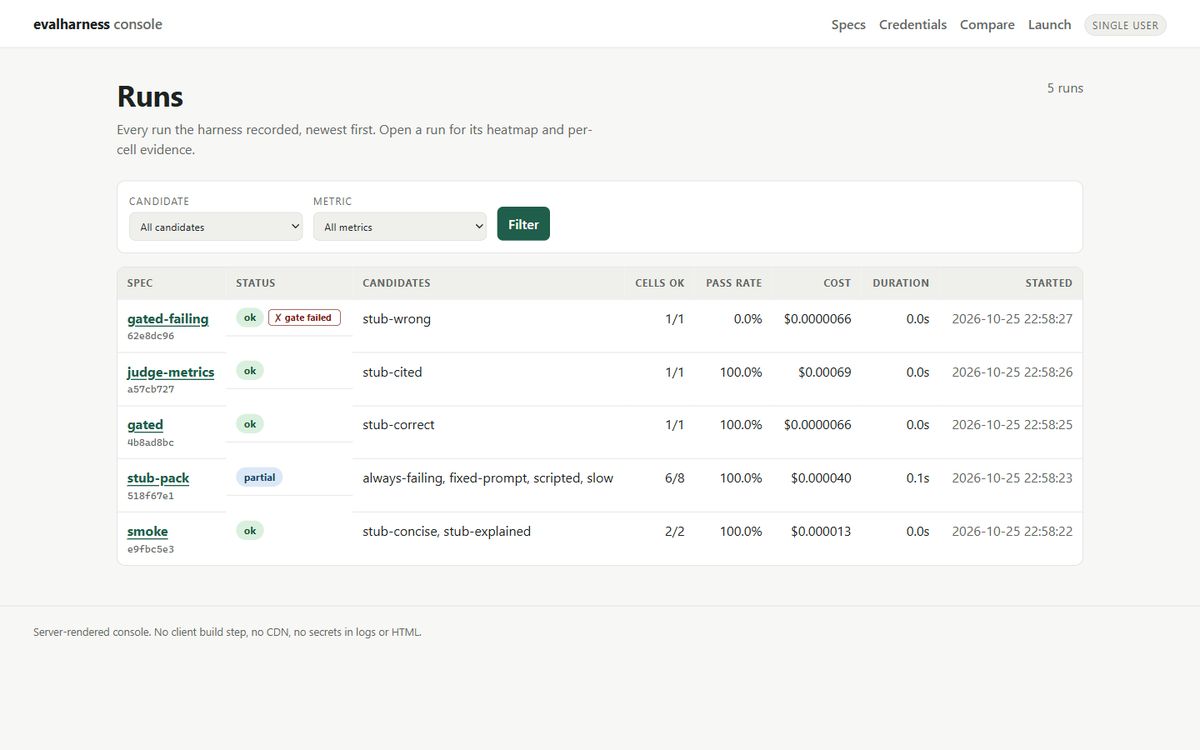 evalharness console Specs Credentials Compare Launch SINGLE USER
Runs 5 runs
Every run the harness recorded, newest first. Open a run for its heatmap and per-
cell evidence.
CANDIDATE METRIC
All candidates All metrics Filter
SPEC STATUS CANDIDATES CELLS OK PASS RATE COST DURATION STARTED
gated-failing ok ✗ gate failed stub-wrong 1/1 0.0% $0.0000066 0.0s 2026-10-25 22:58:27
62e8dc96
judge-metrics ok stub-cited 1/1 100.0% $0.00069 0.0s 2026-10-25 22:58:26
a57cb727
gated ok stub-correct 1/1 100.0% $0.0000066 0.0s 2026-10-25 22:58:25
4b8ad8bc
stub-pack partial always-failing, fixed-prompt, scripted, slow 6/8 100.0% $0.000040 0.1s 2026-10-25 22:58:23
518f67e1
smoke ok stub-concise, stub-explained 2/2 100.0% $0.000013 0.0s 2026-10-25 22:58:22
e9fbc5e3
Server-rendered console. No client build step, no CDN, no secrets in logs or HTML.